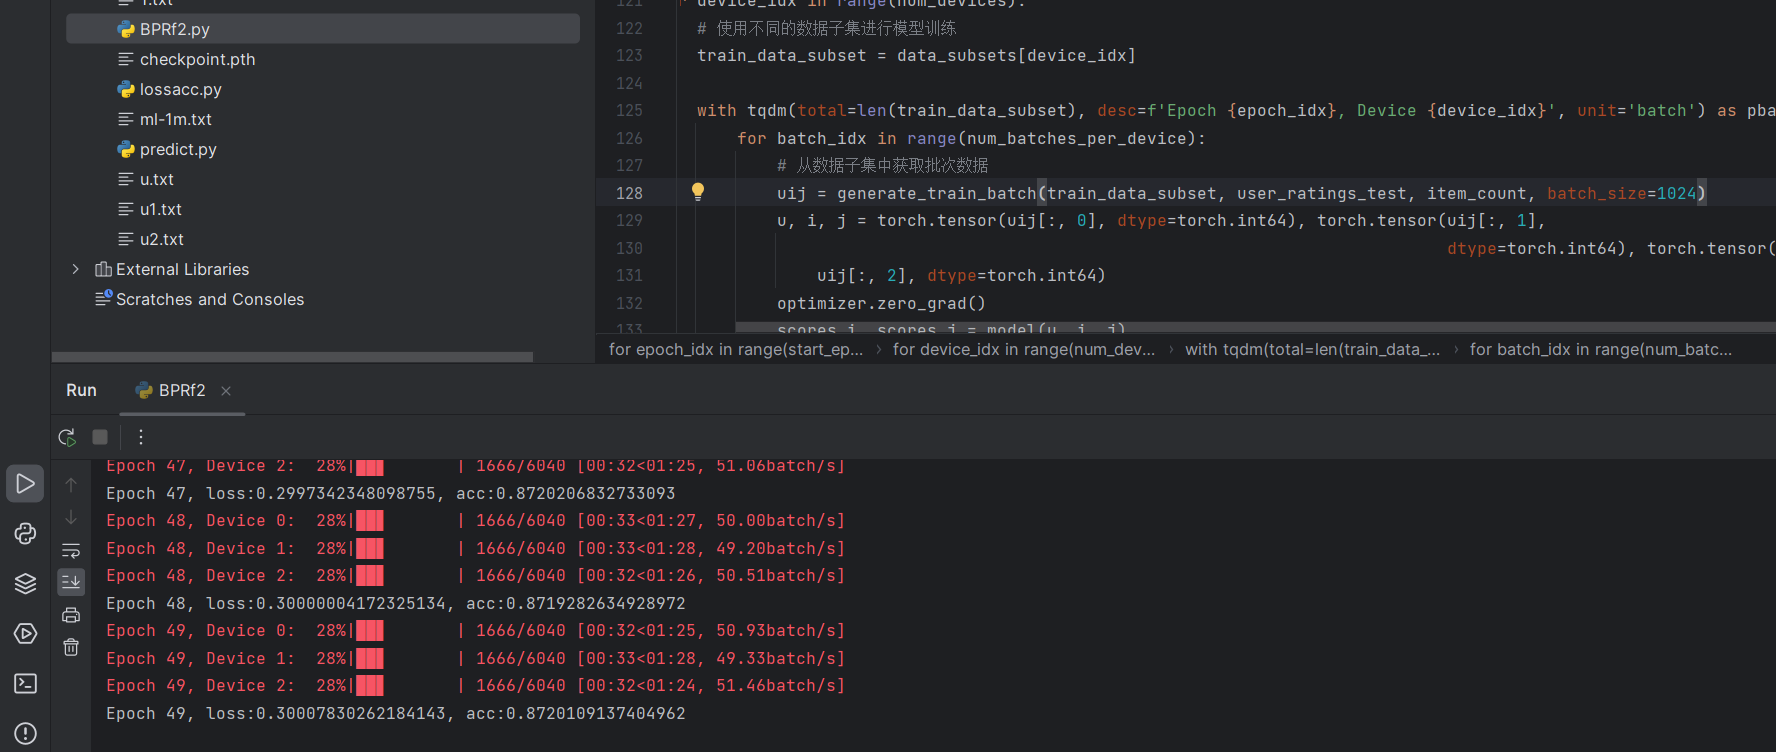 1.txt
BPRf2.py
checkpoint.pth
lossacc.py
ml-1m.txt
predict.py
u.txt
u1.txt
u2.txt
External Libraries
Scratches and Consoles
121 device_idx in range(num_devices):
122 # 使用不同的数据子集进行模型训练
123 train_data_subset = data_subsets[device_idx]
124
125 with tqdm(total=len(train_data_subset), desc=f'Epoch {epoch_idx}, Device {device_idx}', unit='batch') as pba
126 for batch_idx in range(num_batches_per_device):
127 # 从数据子集中获取批次数据
128 uij = generate_train_batch(train_data_subset, user_ratings_test, item_count, batch_size=1024)
129 u, i, j = torch.tensor(uij[:, 0], dtype=torch.int64), torch.tensor(uij[:, 1],
130 dtype=torch.int64), torch.tensor(
131 uij[:, 2], dtype=torch.int64)
132 optimizer.zero_grad()
133 scores_i, scores_j = model(u, i, j)
for epoch_idx in range(start_ep... › for device_idx in range(num_dev... › with tqdm(total=len(train_data_... › for batch_idx in range(num_batc...
Run BPRf2
Epoch 47, Device 2: 28%|███ | 1666/6040 [00:32<01:25, 51.06batch/s]
Epoch 47, loss:0.2997342348098755, acc:0.8720206832733093
Epoch 48, Device 0: 28%|███ | 1666/6040 [00:33<01:27, 50.00batch/s]
Epoch 48, Device 1: 28%|███ | 1666/6040 [00:33<01:28, 49.20batch/s]
Epoch 48, Device 2: 28%|███ | 1666/6040 [00:32<01:26, 50.51batch/s]
Epoch 48, loss:0.30000004172325134, acc:0.8719282634928972
Epoch 49, Device 0: 28%|███ | 1666/6040 [00:32<01:25, 50.93batch/s]
Epoch 49, Device 1: 28%|███ | 1666/6040 [00:33<01:28, 49.33batch/s]
Epoch 49, Device 2: 28%|███ | 1666/6040 [00:32<01:24, 51.46batch/s]
Epoch 49, loss:0.30007830262184143, acc:0.8720109137404962